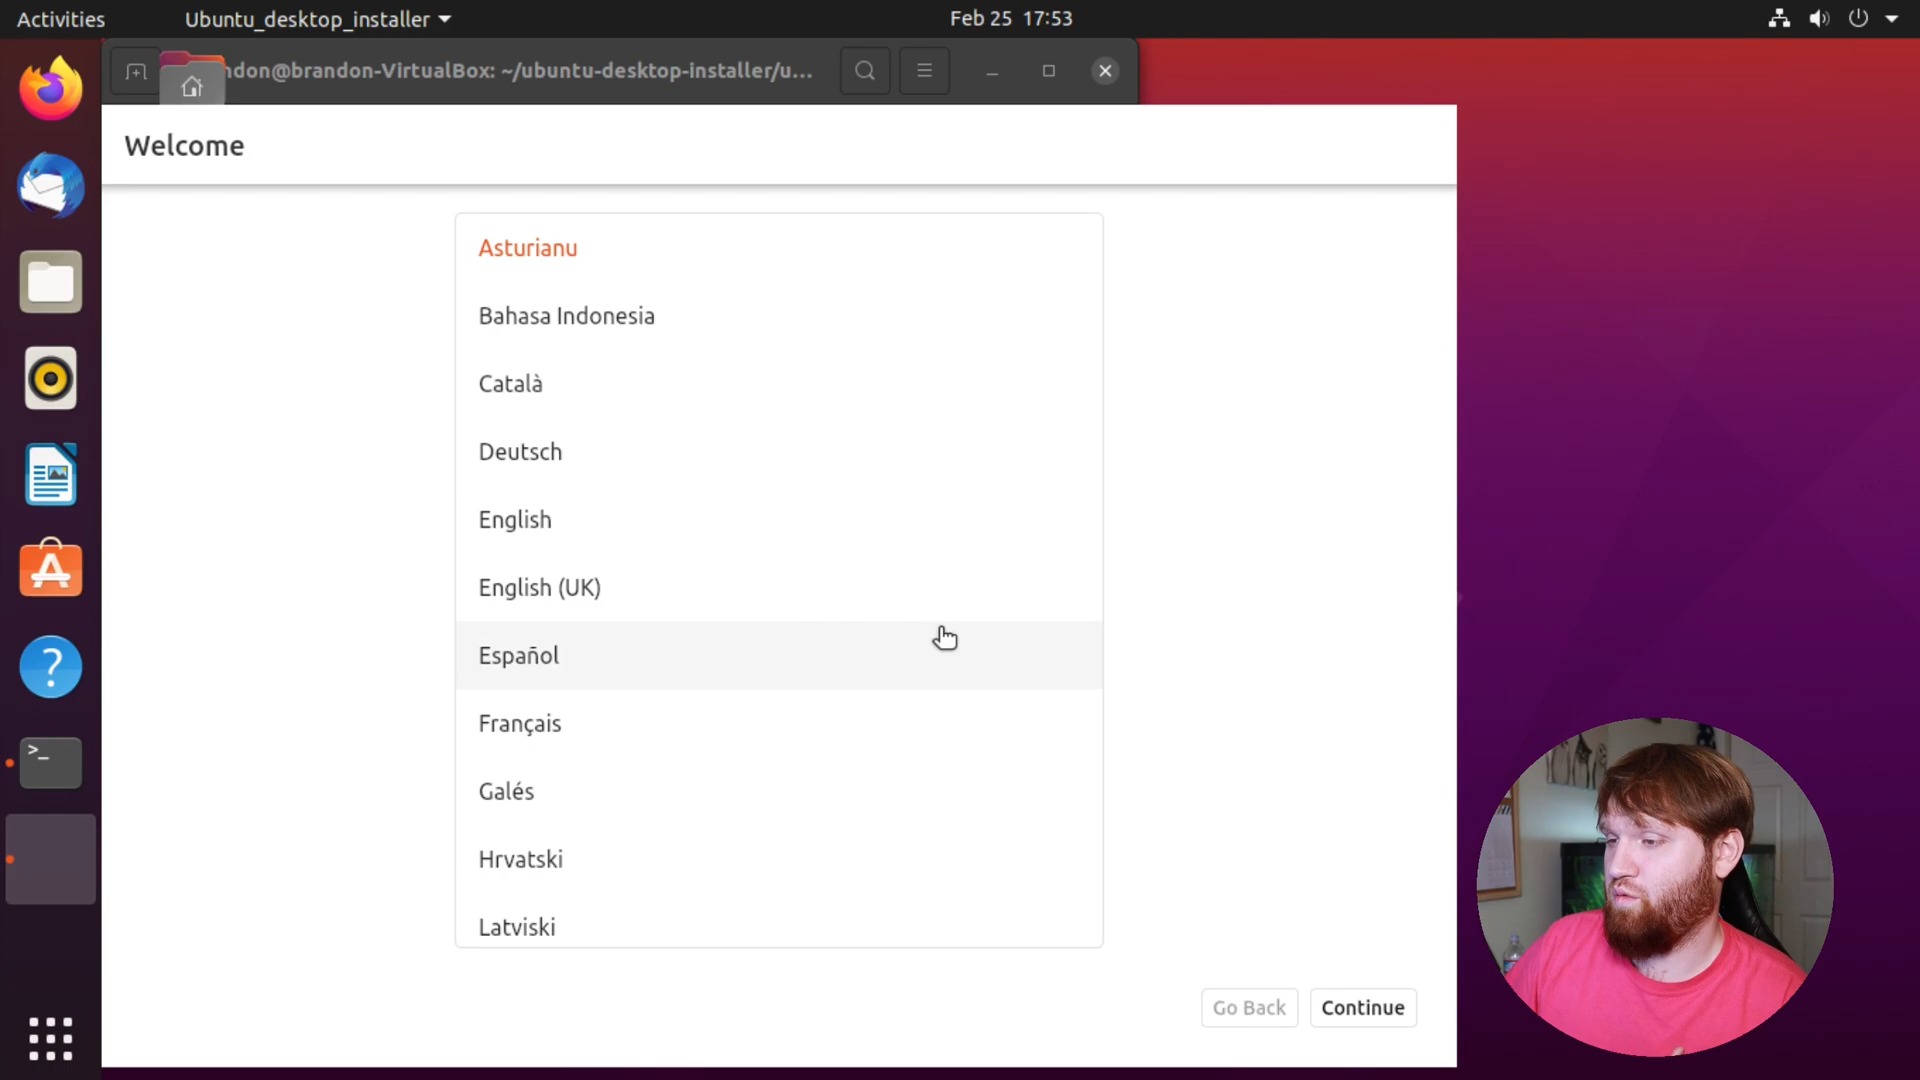 Activities
Ubuntu_desktop_installer
Feb 25 17:53
ndon@brandon-VirtualBox: ~/ubuntu-desktop-installer/u...
Welcome
Asturianu
Bahasa Indonesia
Català
Deutsch
English
English (UK)
Español
Français
Galés
Hrvatski
Latviski
Go Back
Continue